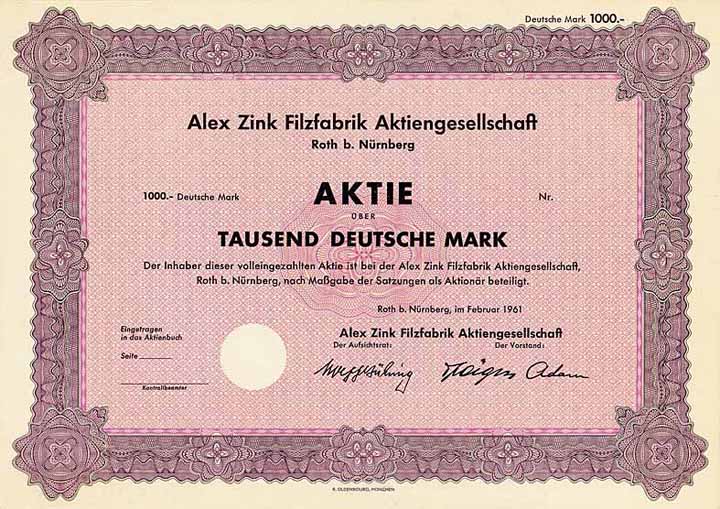 Deutsche Mark 1000.-
Alex Zink Filzfabrik Aktiengesellschaft
Roth b. Nürnberg
1000.- Deutsche Mark AKTIE Nr.
ÜBER
TAUSEND DEUTSCHE MARK
Der Inhaber dieser volleingezahlten Aktie ist bei der Alex Zink Filzfabrik Aktiengesellschaft,
Roth b. Nürnberg, nach Maßgabe der Satzungen als Aktionär beteiligt.
Roth b. Nürnberg, im Februar 1961
Eingetragen
in das Aktienbuch
Seite
Kontrollbeamter
Alex Zink Filzfabrik Aktiengesellschaft
Der Aufsichtsrat: Der Vorstand:
Adam
R. OLDENBOURG, MÜNCHEN